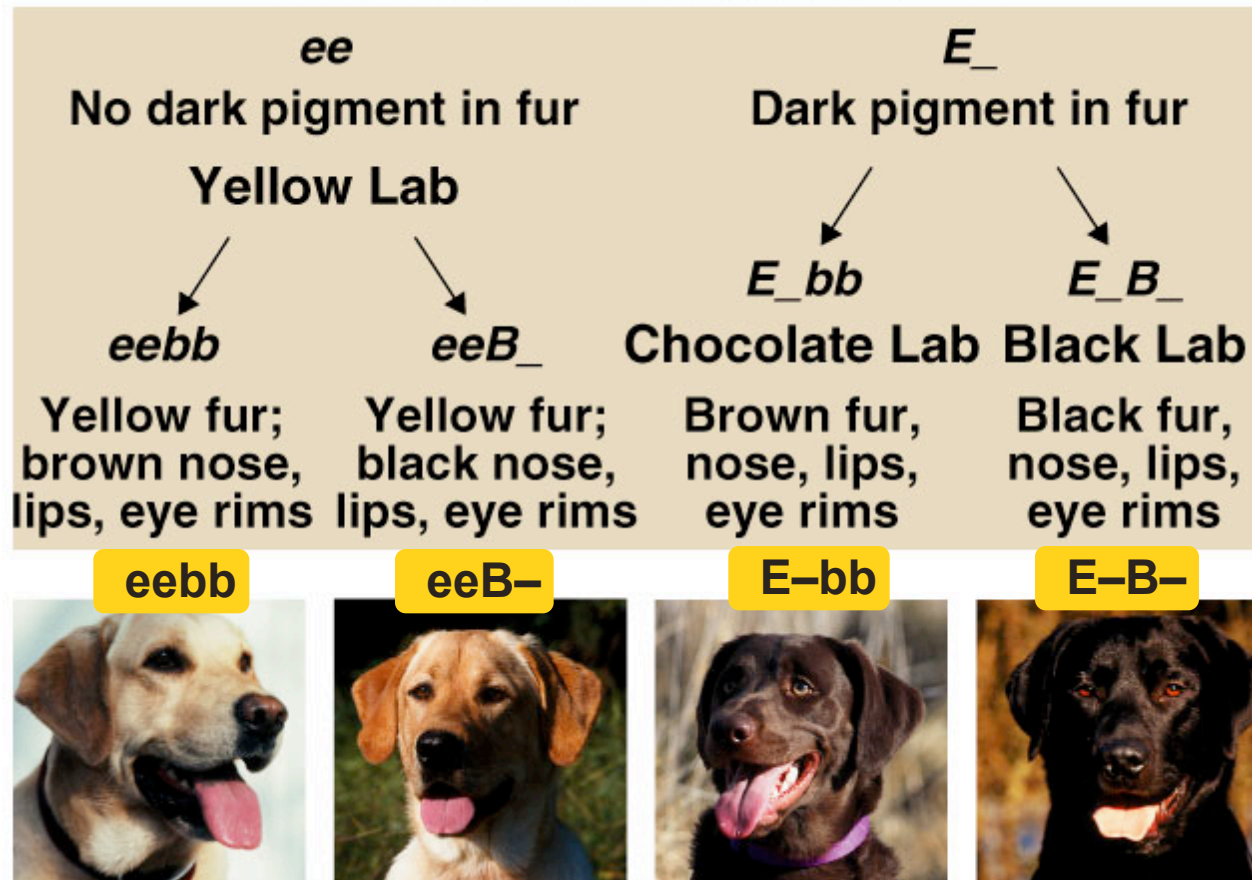 ee
No dark pigment in fur
Yellow Lab
eebb
Yellow fur;
brown nose,
lips, eye rims
eeB_
Yellow fur;
black nose,
lips, eye rims
E_
Dark pigment in fur
E_bb
Chocolate Lab
Brown fur,
nose, lips,
eye rims
E_B_
Black Lab
Black fur,
nose, lips,
eye rims
eebb
eeB–
E–bb
E–B–